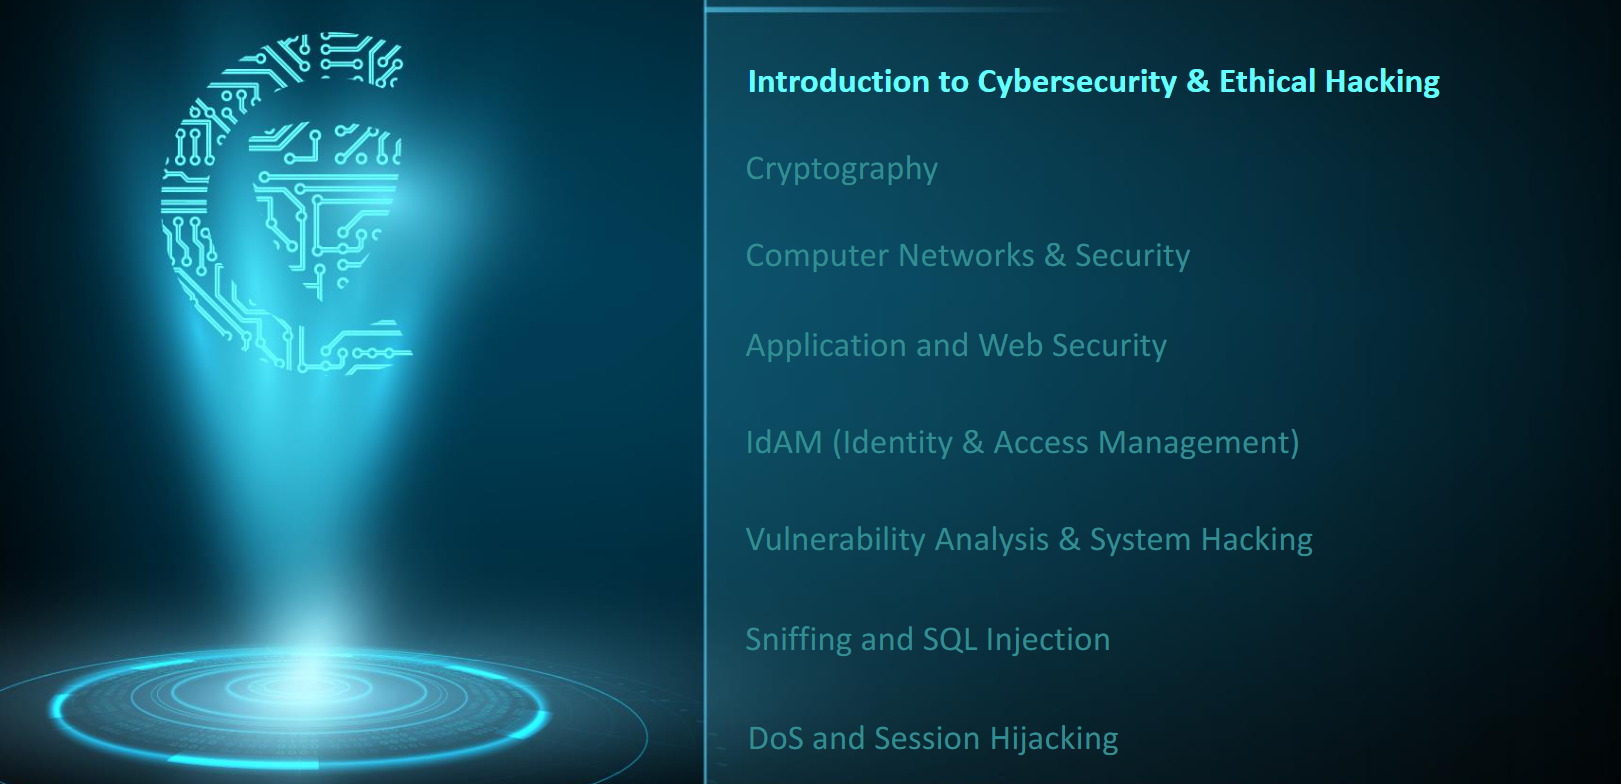 Introduction to Cybersecurity & Ethical Hacking
Cryptography
Computer Networks & Security
Application and Web Security
IdAM (Identity & Access Management)
Vulnerability Analysis & System Hacking
Sniffing and SQL Injection
DoS and Session Hijacking